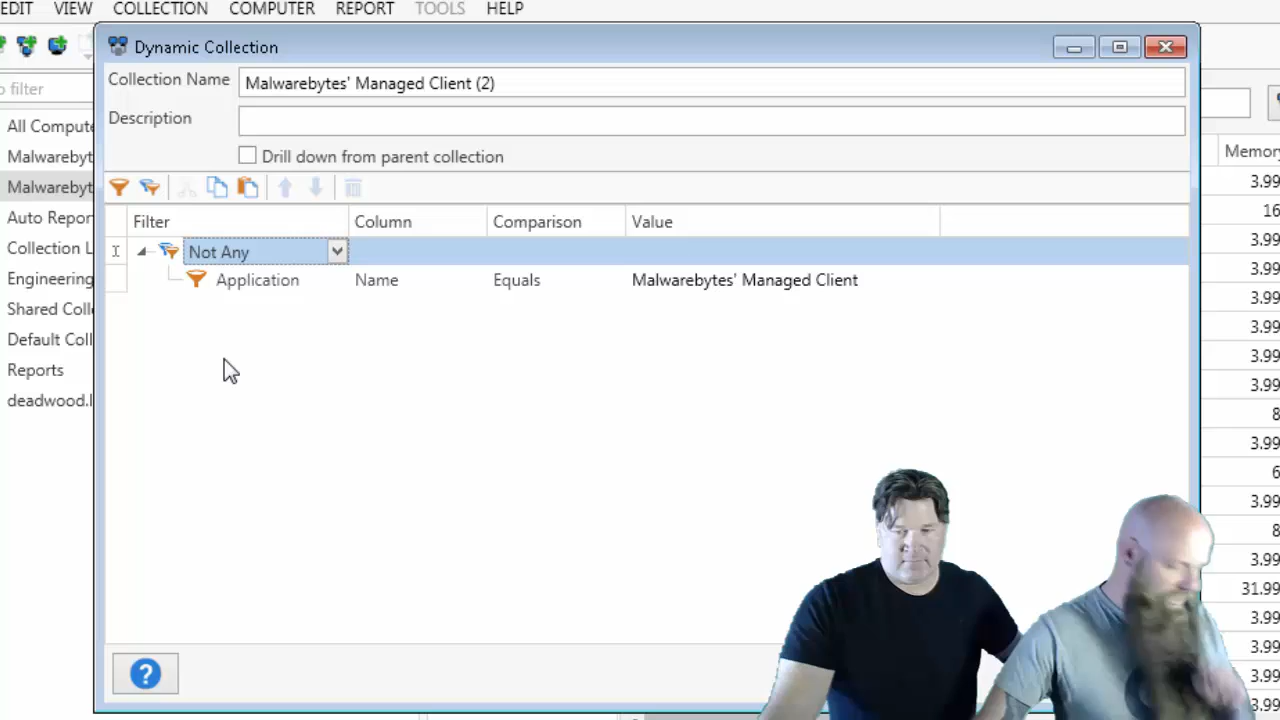 EDIT VIEW COLLECTION COMPUTER REPORT TOOLS HELP
Dynamic Collection
Collection Name Malwarebytes' Managed Client (2)
Description
Drill down from parent collection
o filter
All Compute
Malwarebyt
Malwarebyt
Auto Repor
Collection L
Engineering
Shared Coll
Default Coll
Reports
deadwood.l
Filter Column Comparison Value
Not Any
Application Name Equals Malwarebytes' Managed Client
Memory
3.99
16
3.99
3.99
3.99
3.99
3.99
3.99
8
3.99
6
3.99
8
3.99
31.99
3.99
3.99
3.99
3.99